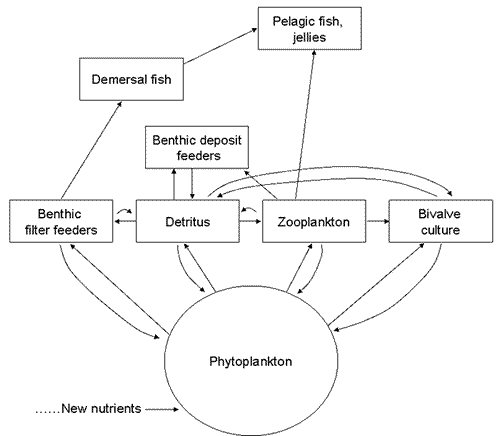 Pelagic fish,
jellies
Demersal fish
Benthic deposit
feeders
Benthic
filter feeders
Detritus
Zooplankton
Bivalve
culture
Phytoplankton
......New nutrients